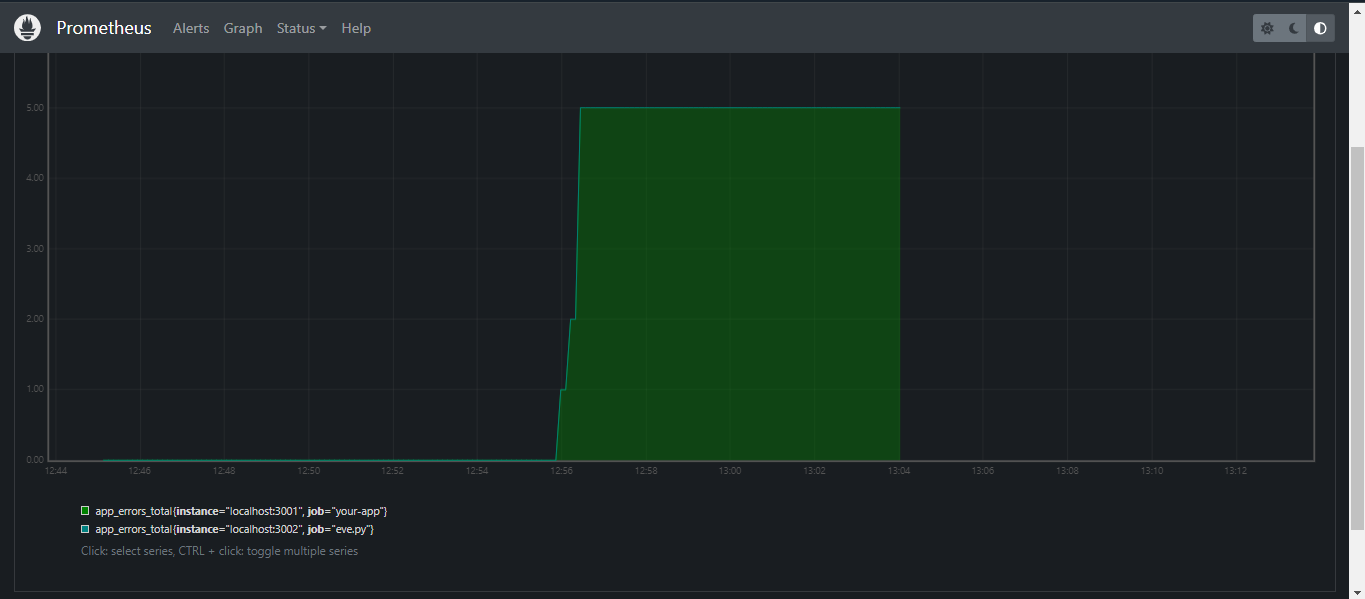 Prometheus Alerts Graph Status Help
5.00
4.00
3.00
2.00
1.00
0.00
12:44 12:46 12:48 12:50 12:52 12:54 12:56 12:58 13:00 13:02 13:04 13:06 13:08 13:10 13:12
app_errors_total{instance="localhost:3001", job="your-app"}
app_errors_total{instance="localhost:3002", job="eve.py"}
Click: select series, CTRL + click: toggle multiple series